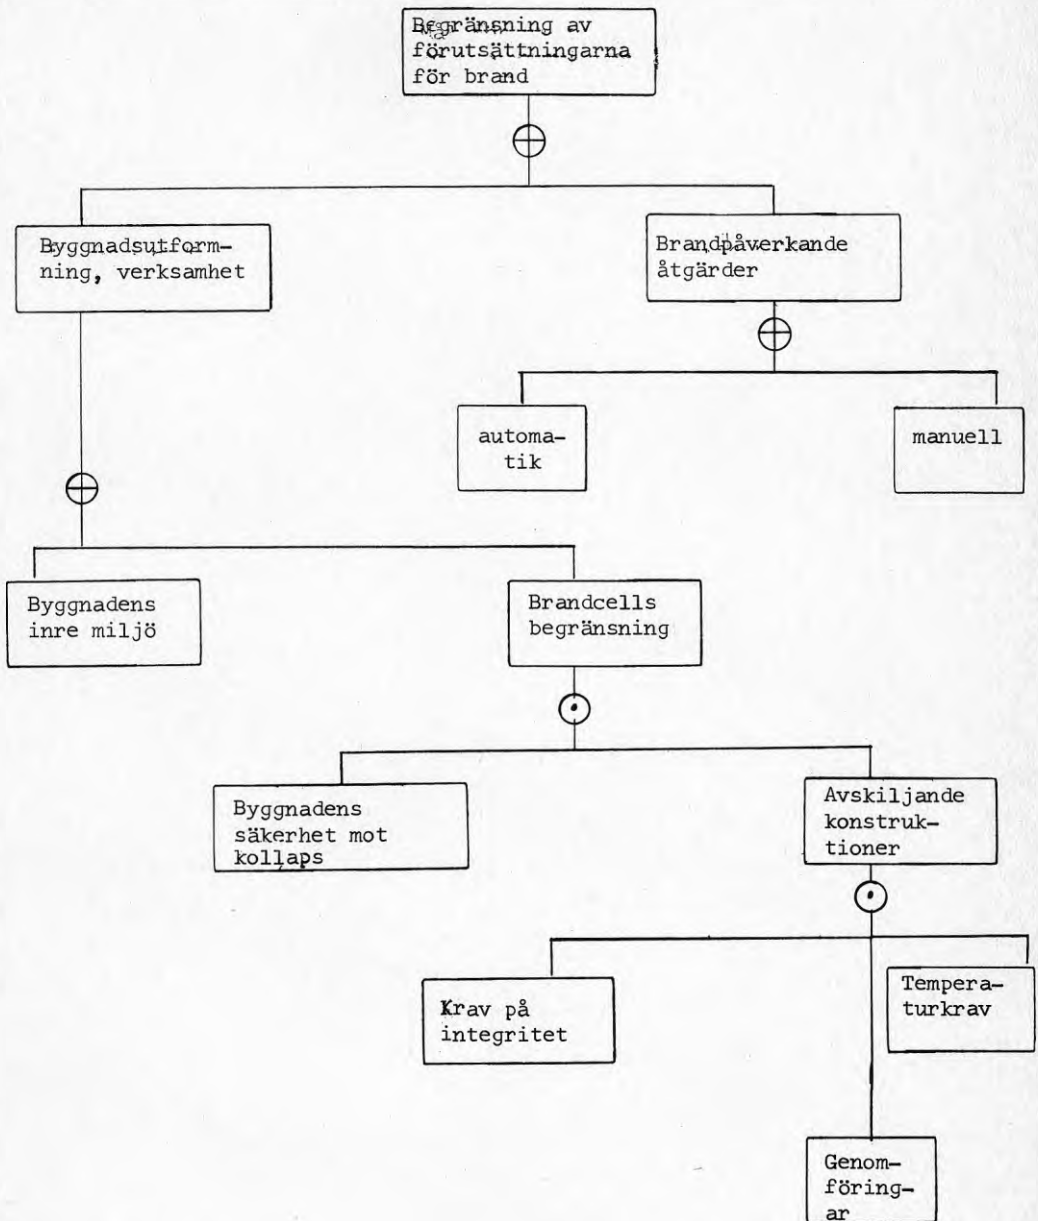 Begränsning av
förutsättningarna
för brand
Byggnadsutform-
ning, verksamhet
Brandpåverkande
åtgärder
automa-
tik
manuell
Byggnadens
inre miljö
Brandcells
begränsning
Byggnadens
säkerhet mot
kollaps
Avskiljande
konstruk-
tioner
Krav på
integritet
Tempera-
turkrav
Genom-
föring-
ar